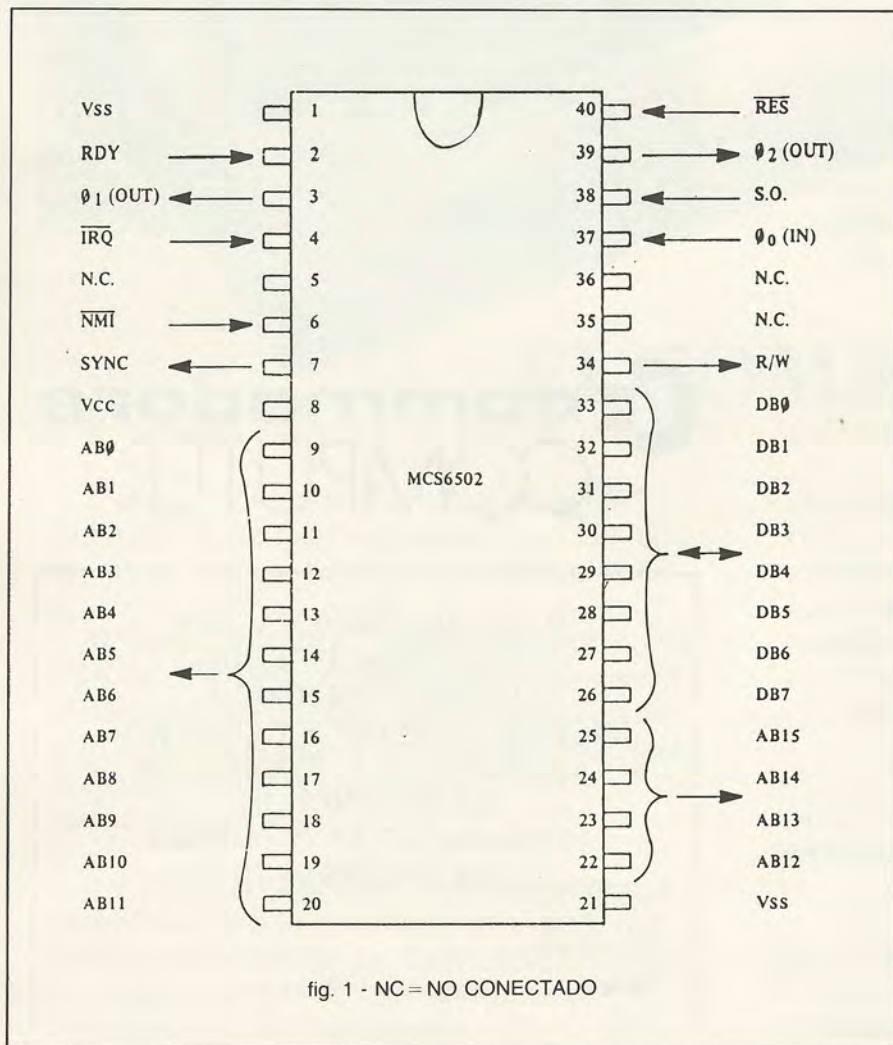 Vss 1 40 R̅E̅S̅
RDY 2 39 Ø2 (OUT)
Ø1 (OUT) 3 38 S.O.
I̅R̅Q̅ 4 37 Ø0 (IN)
N.C. 5 36 N.C.
N̅M̅I̅ 6 35 N.C.
SYNC 7 34 R/W
Vcc 8 33 DBØ
ABØ 9 32 DB1
AB1 10 MCS6502 31 DB2
AB2 11 30 DB3
AB3 12 29 DB4
AB4 13 28 DB5
AB5 14 27 DB6
AB6 15 26 DB7
AB7 16 25 AB15
AB8 17 24 AB14
AB9 18 23 AB13
AB10 19 22 AB12
AB11 20 21 Vss
fig. 1 - NC = NO CONECTADO